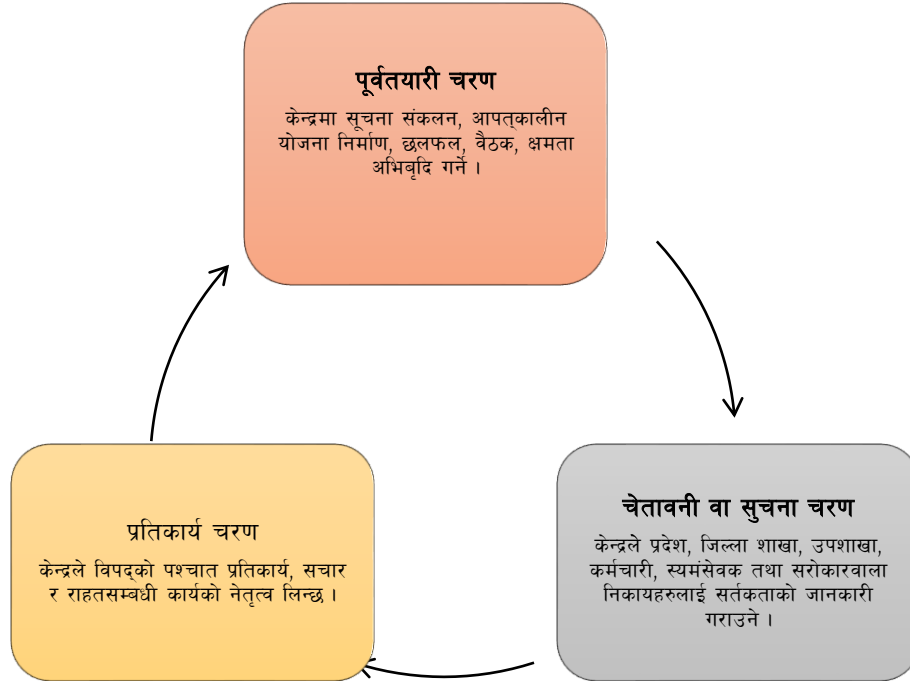 पूर्वतयारी चरण
केन्द्रमा सूचना संकलन, आपत्कालीन
योजना निर्माण, छलफल, वैठक, क्षमता
अभिबृदि गर्ने ।
चेतावनी वा सुचना चरण
केन्द्रले प्रदेश, जिल्ला शाखा, उपशाखा,
कर्मचारी, स्यमंसेवक तथा सरोकारवाला
निकायहरुलाई सर्तकताको जानकारी
गराउने ।
प्रतिकार्य चरण
केन्द्रले विपद्को पश्चात प्रतिकार्य, सचार
र राहतसम्बधी कार्यको नेतृत्व लिन्छ ।